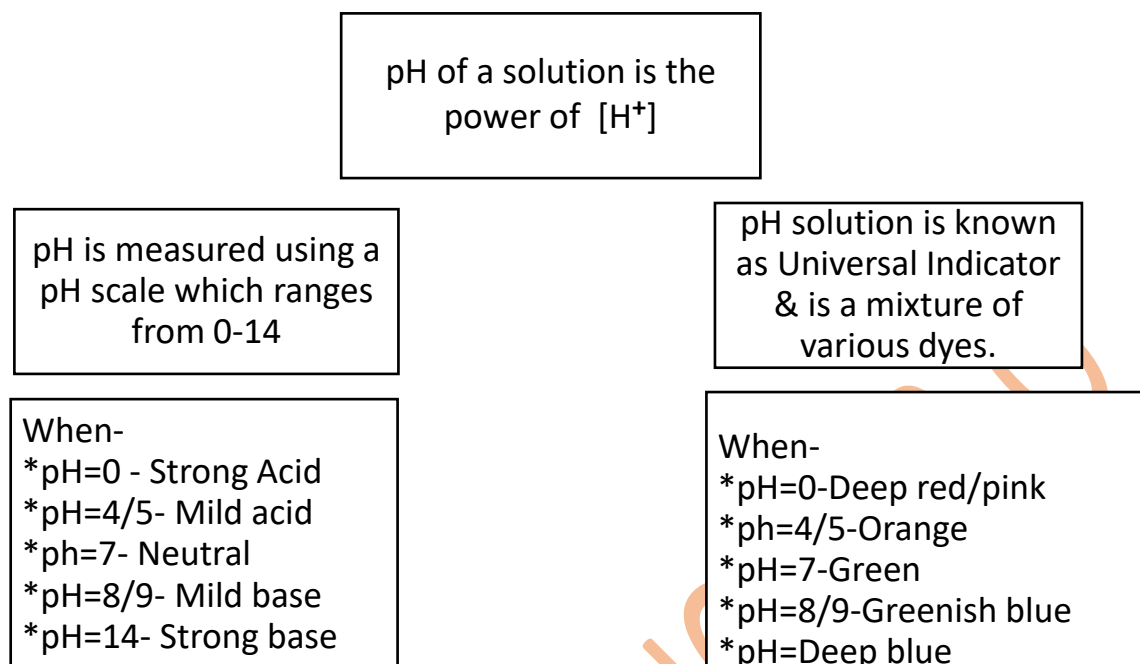 pH of a solution is the
power of [H⁺]
pH is measured using a
pH scale which ranges
from 0-14
pH solution is known
as Universal Indicator
& is a mixture of
various dyes.
When-
*pH=0 - Strong Acid
*pH=4/5- Mild acid
*ph=7- Neutral
*pH=8/9- Mild base
*pH=14- Strong base
When-
*pH=0-Deep red/pink
*ph=4/5-Orange
*pH=7-Green
*pH=8/9-Greenish blue
*pH=Deep blue